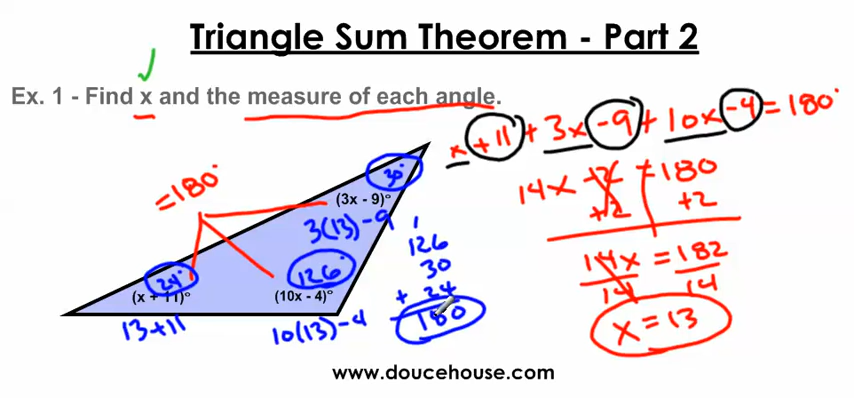 Triangle Sum Theorem - Part 2
Ex. 1 - Find x and the measure of each angle.
x + 11 + 3x - 9 + 10x - 4 = 180°
= 180°
30°
(3x - 9)°
3(13) - 9
14x - 2 = 180
+2 +2
14x = 182
14 14
x = 13
24°
(x + 11)°
13 + 11
126°
(10x - 4)°
10(13) - 4
1
126
30
+ 24
180
www.doucehouse.com